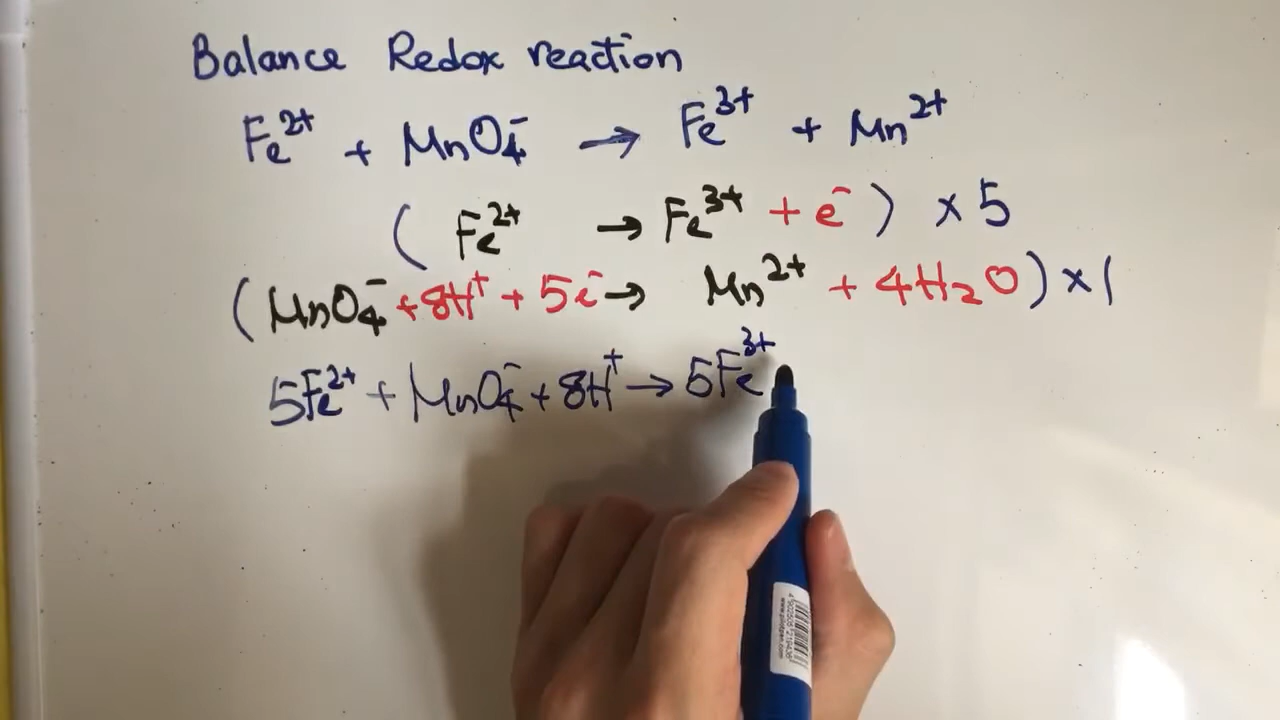 Balance Redox reaction
Fe²⁺ + MnO₄⁻ → Fe³⁺ + Mn²⁺
( Fe²⁺ → Fe³⁺ + e⁻ ) × 5
( MnO₄⁻ + 8H⁺ + 5e⁻ → Mn²⁺ + 4H₂O ) × 1
5Fe²⁺ + MnO₄⁻ + 8H⁺ → 5Fe³⁺